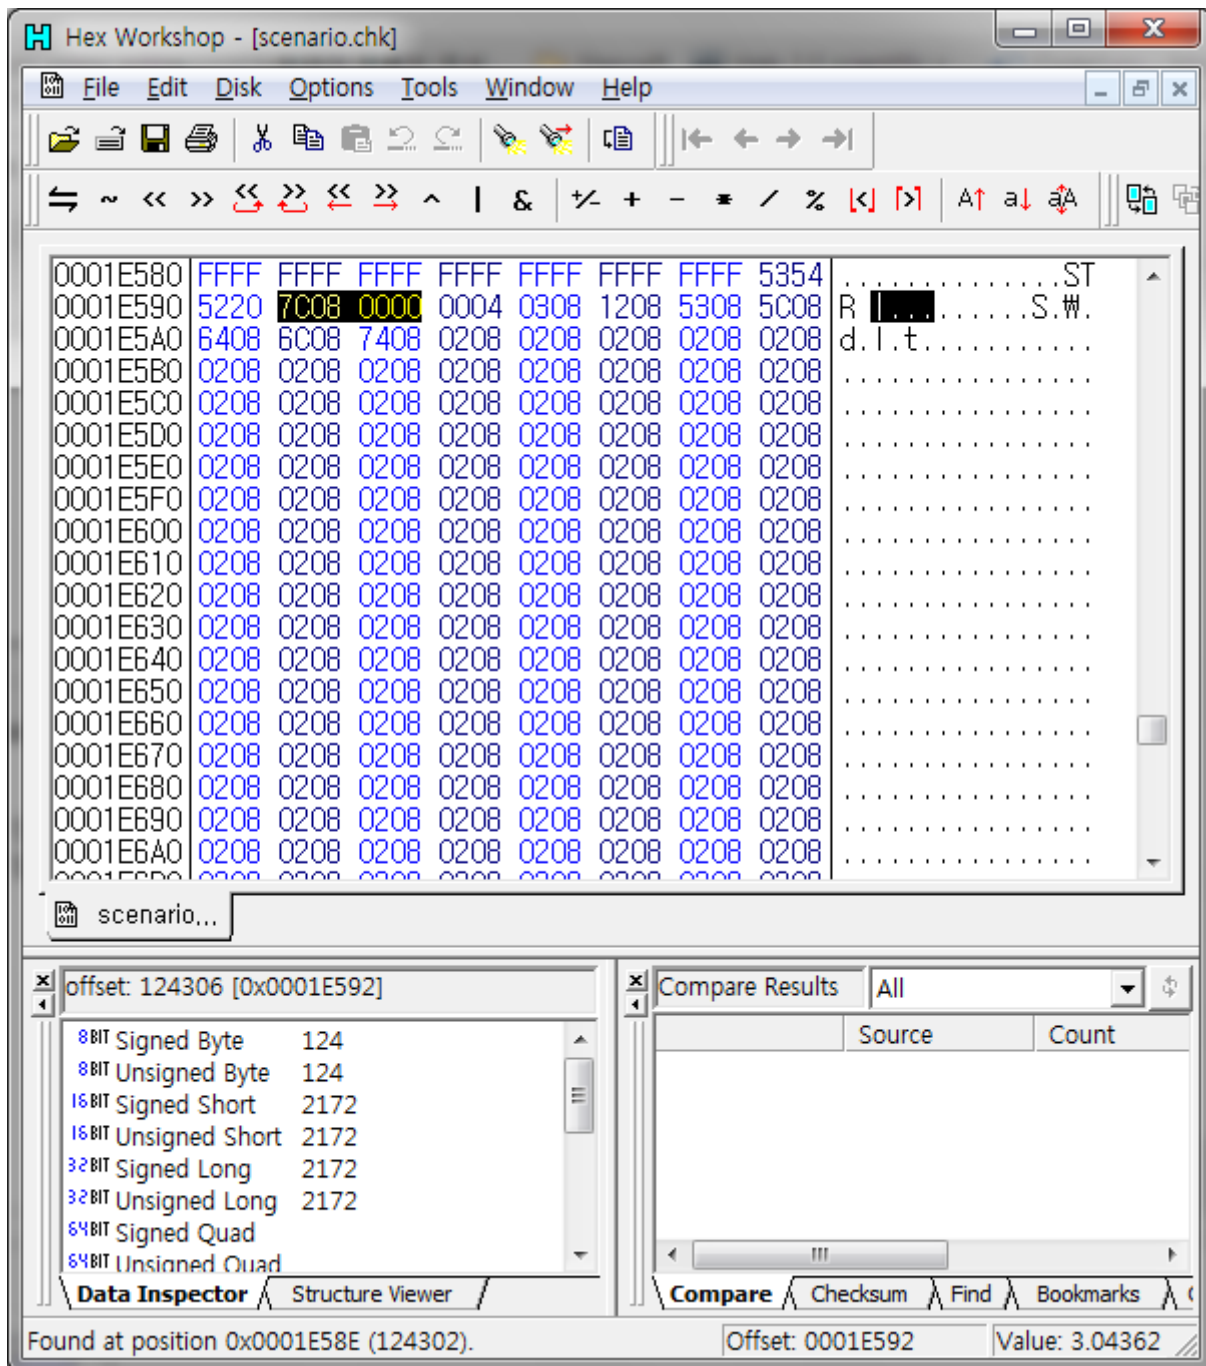 Hex Workshop - [scenario.chk]
File Edit Disk Options Tools Window Help
A↑ a↓ aA
0001E580 FFFF FFFF FFFF FFFF FFFF FFFF FFFF 5354 ..............ST
0001E590 5220 7C08 0000 0004 0308 1208 5308 5C08 R |.........S.₩.
0001E5A0 6408 6C08 7408 0208 0208 0208 0208 0208 d.l.t...........
0001E5B0 0208 0208 0208 0208 0208 0208 0208 0208 ................
0001E5C0 0208 0208 0208 0208 0208 0208 0208 0208 ................
0001E5D0 0208 0208 0208 0208 0208 0208 0208 0208 ................
0001E5E0 0208 0208 0208 0208 0208 0208 0208 0208 ................
0001E5F0 0208 0208 0208 0208 0208 0208 0208 0208 ................
0001E600 0208 0208 0208 0208 0208 0208 0208 0208 ................
0001E610 0208 0208 0208 0208 0208 0208 0208 0208 ................
0001E620 0208 0208 0208 0208 0208 0208 0208 0208 ................
0001E630 0208 0208 0208 0208 0208 0208 0208 0208 ................
0001E640 0208 0208 0208 0208 0208 0208 0208 0208 ................
0001E650 0208 0208 0208 0208 0208 0208 0208 0208 ................
0001E660 0208 0208 0208 0208 0208 0208 0208 0208 ................
0001E670 0208 0208 0208 0208 0208 0208 0208 0208 ................
0001E680 0208 0208 0208 0208 0208 0208 0208 0208 ................
0001E690 0208 0208 0208 0208 0208 0208 0208 0208 ................
0001E6A0 0208 0208 0208 0208 0208 0208 0208 0208 ................
scenario...
offset: 124306 [0x0001E592]
8BIT Signed Byte 124
8BIT Unsigned Byte 124
16BIT Signed Short 2172
16BIT Unsigned Short 2172
32BIT Signed Long 2172
32BIT Unsigned Long 2172
64BIT Signed Quad
64BIT Unsigned Quad
Data Inspector Structure Viewer
Compare Results All
Source Count
Compare Checksum Find Bookmarks
Found at position 0x0001E58E (124302).
Offset: 0001E592
Value: 3.04362